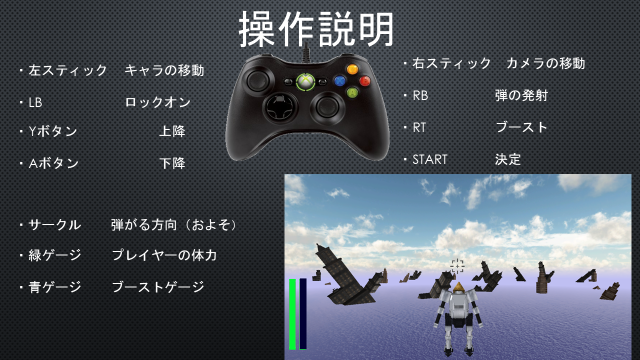 操作説明
・左スティック　キャラの移動
・LB　ロックオン
・Yボタン　上降
・Aボタン　下降
・サークル　弾がる方向（およそ）
・緑ゲージ　プレイヤーの体力
・青ゲージ　ブーストゲージ
・右スティック　カメラの移動
・RB　弾の発射
・RT　ブースト
・START　決定